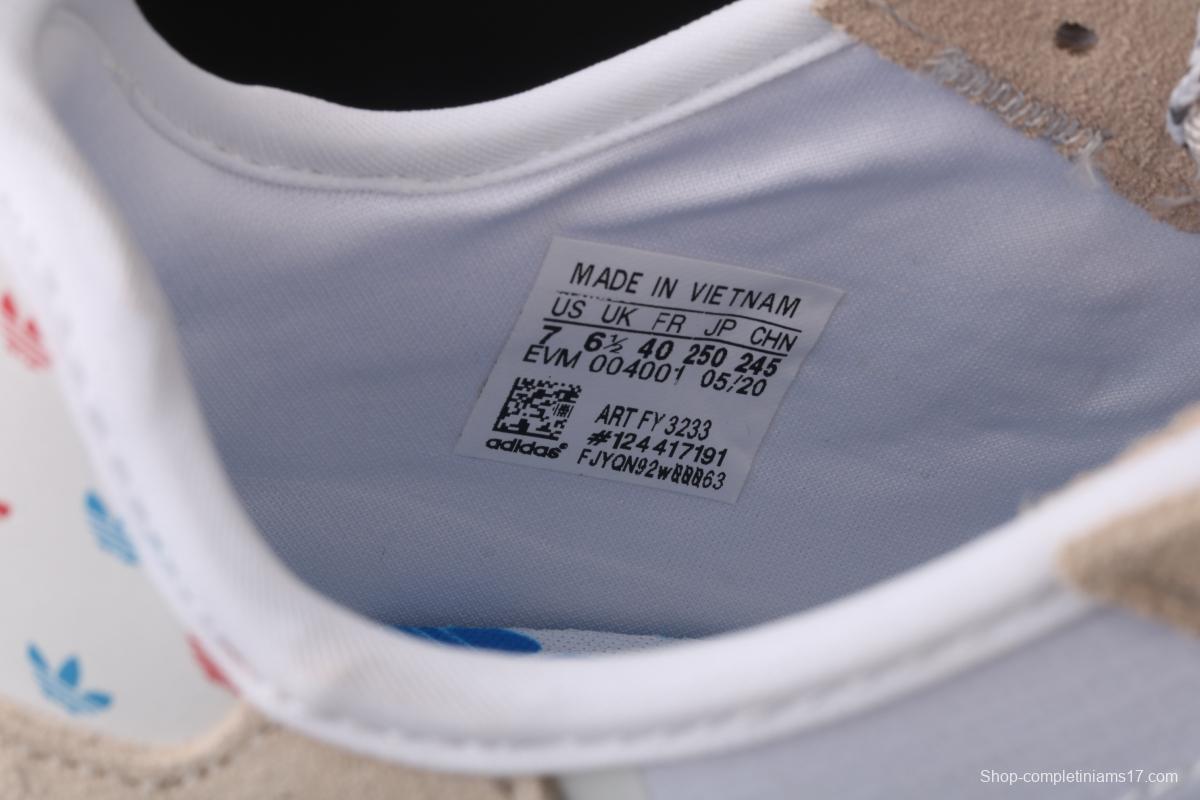 MADE IN VIETNAM
US UK FR JP CHN
7 6½ 40 250 245
EVM 004001 05/20
ART FY 3233
#124417191
adidas®
Shop-completiniams17.com